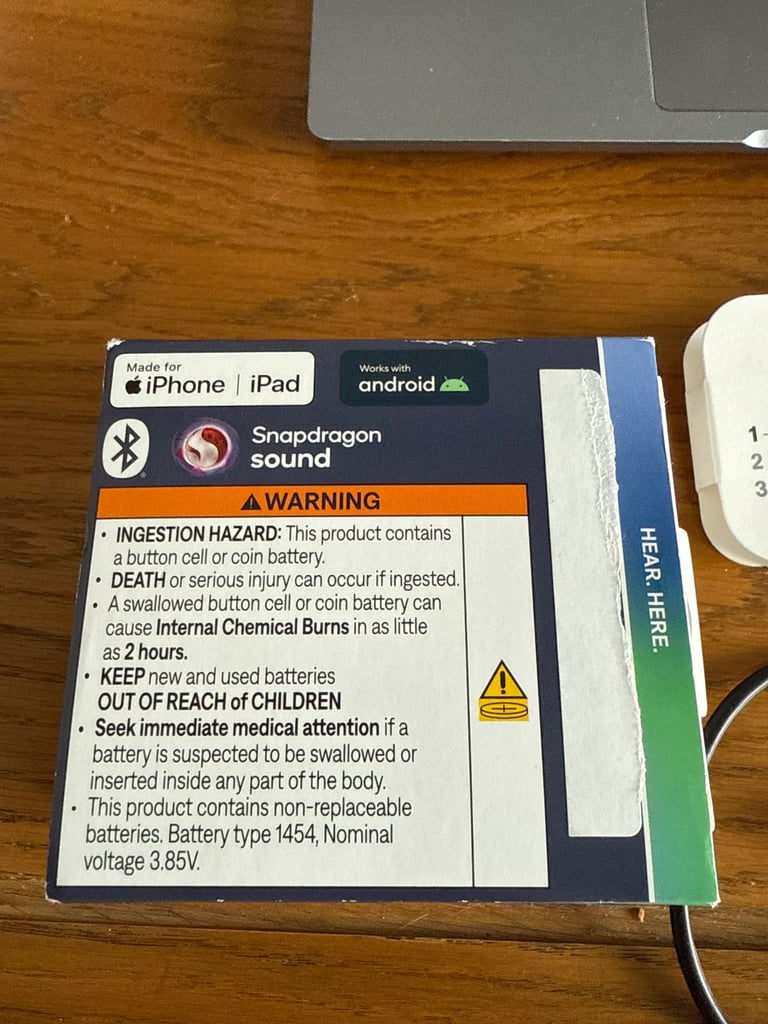 Made for
iPhone | iPad
Works with
android
Snapdragon
sound
WARNING
• INGESTION HAZARD: This product contains
a button cell or coin battery.
• DEATH or serious injury can occur if ingested.
• A swallowed button cell or coin battery can
cause Internal Chemical Burns in as little
as 2 hours.
• KEEP new and used batteries
OUT OF REACH of CHILDREN
• Seek immediate medical attention if a
battery is suspected to be swallowed or
inserted inside any part of the body.
• This product contains non-replaceable
batteries. Battery type 1454, Nominal
voltage 3.85V.
HEAR. HERE.
1
2
3